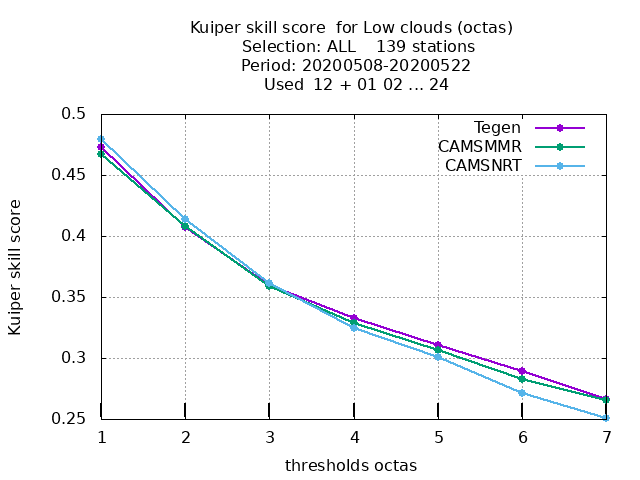 Kuiper skill score  for Low clouds (octas)
Selection: ALL    139 stations
Period: 20200508-20200522
Used  12 + 01 02 ... 24
Tegen
CAMSMMR
CAMSNRT
Kuiper skill score
0.5
0.45
0.4
0.35
0.3
0.25
1 2 3 4 5 6 7
thresholds octas